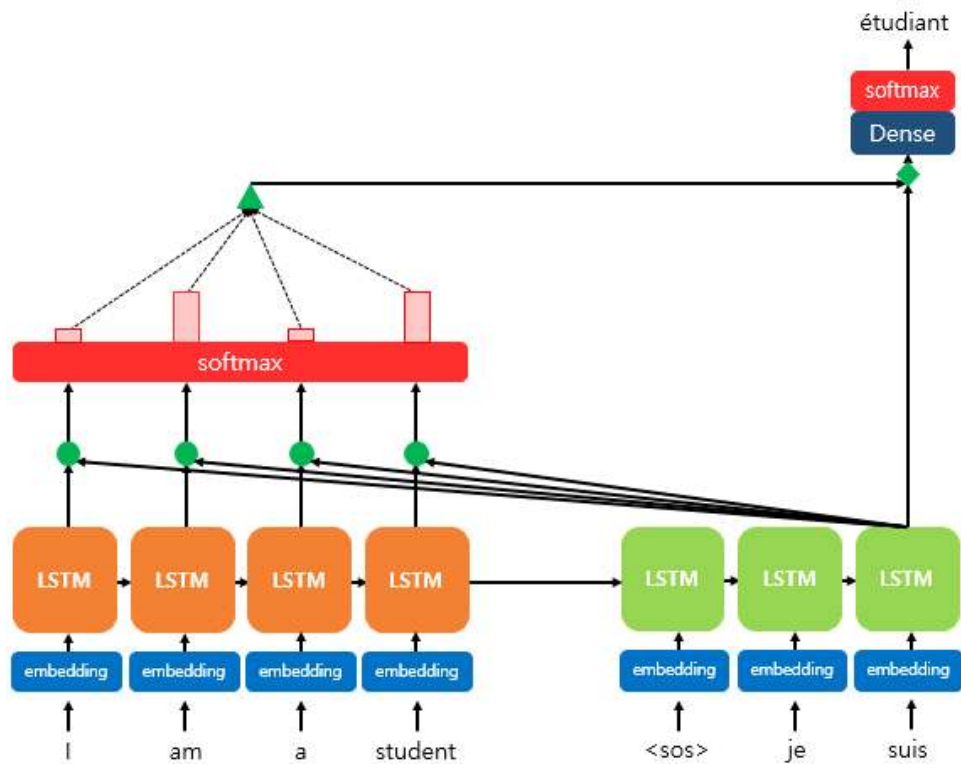 étudiant
softmax
Dense
softmax
LSTM LSTM LSTM LSTM LSTM LSTM LSTM
embedding embedding embedding embedding embedding embedding embedding
I am a student <sos> je suis